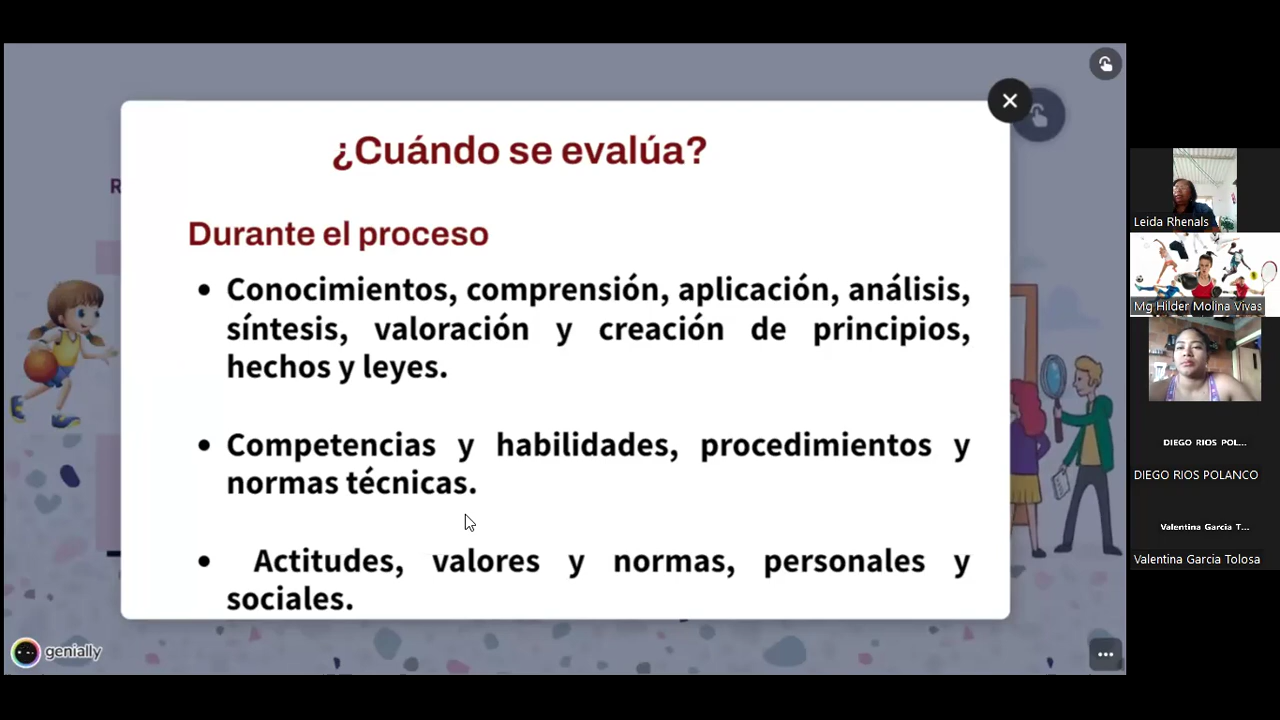 ¿Cuándo se evalúa?
R
Durante el proceso
• Conocimientos, comprensión, aplicación, análisis,
síntesis, valoración y creación de principios,
hechos y leyes.
• Competencias y habilidades, procedimientos y
normas técnicas.
• Actitudes, valores y normas, personales y
sociales.
genially
Leida Rhenals
Mg Hilder Molina Vivas
DIEGO RIOS POL...
DIEGO RIOS POLANCO
Valentina Garcia T...
Valentina Garcia Tolosa